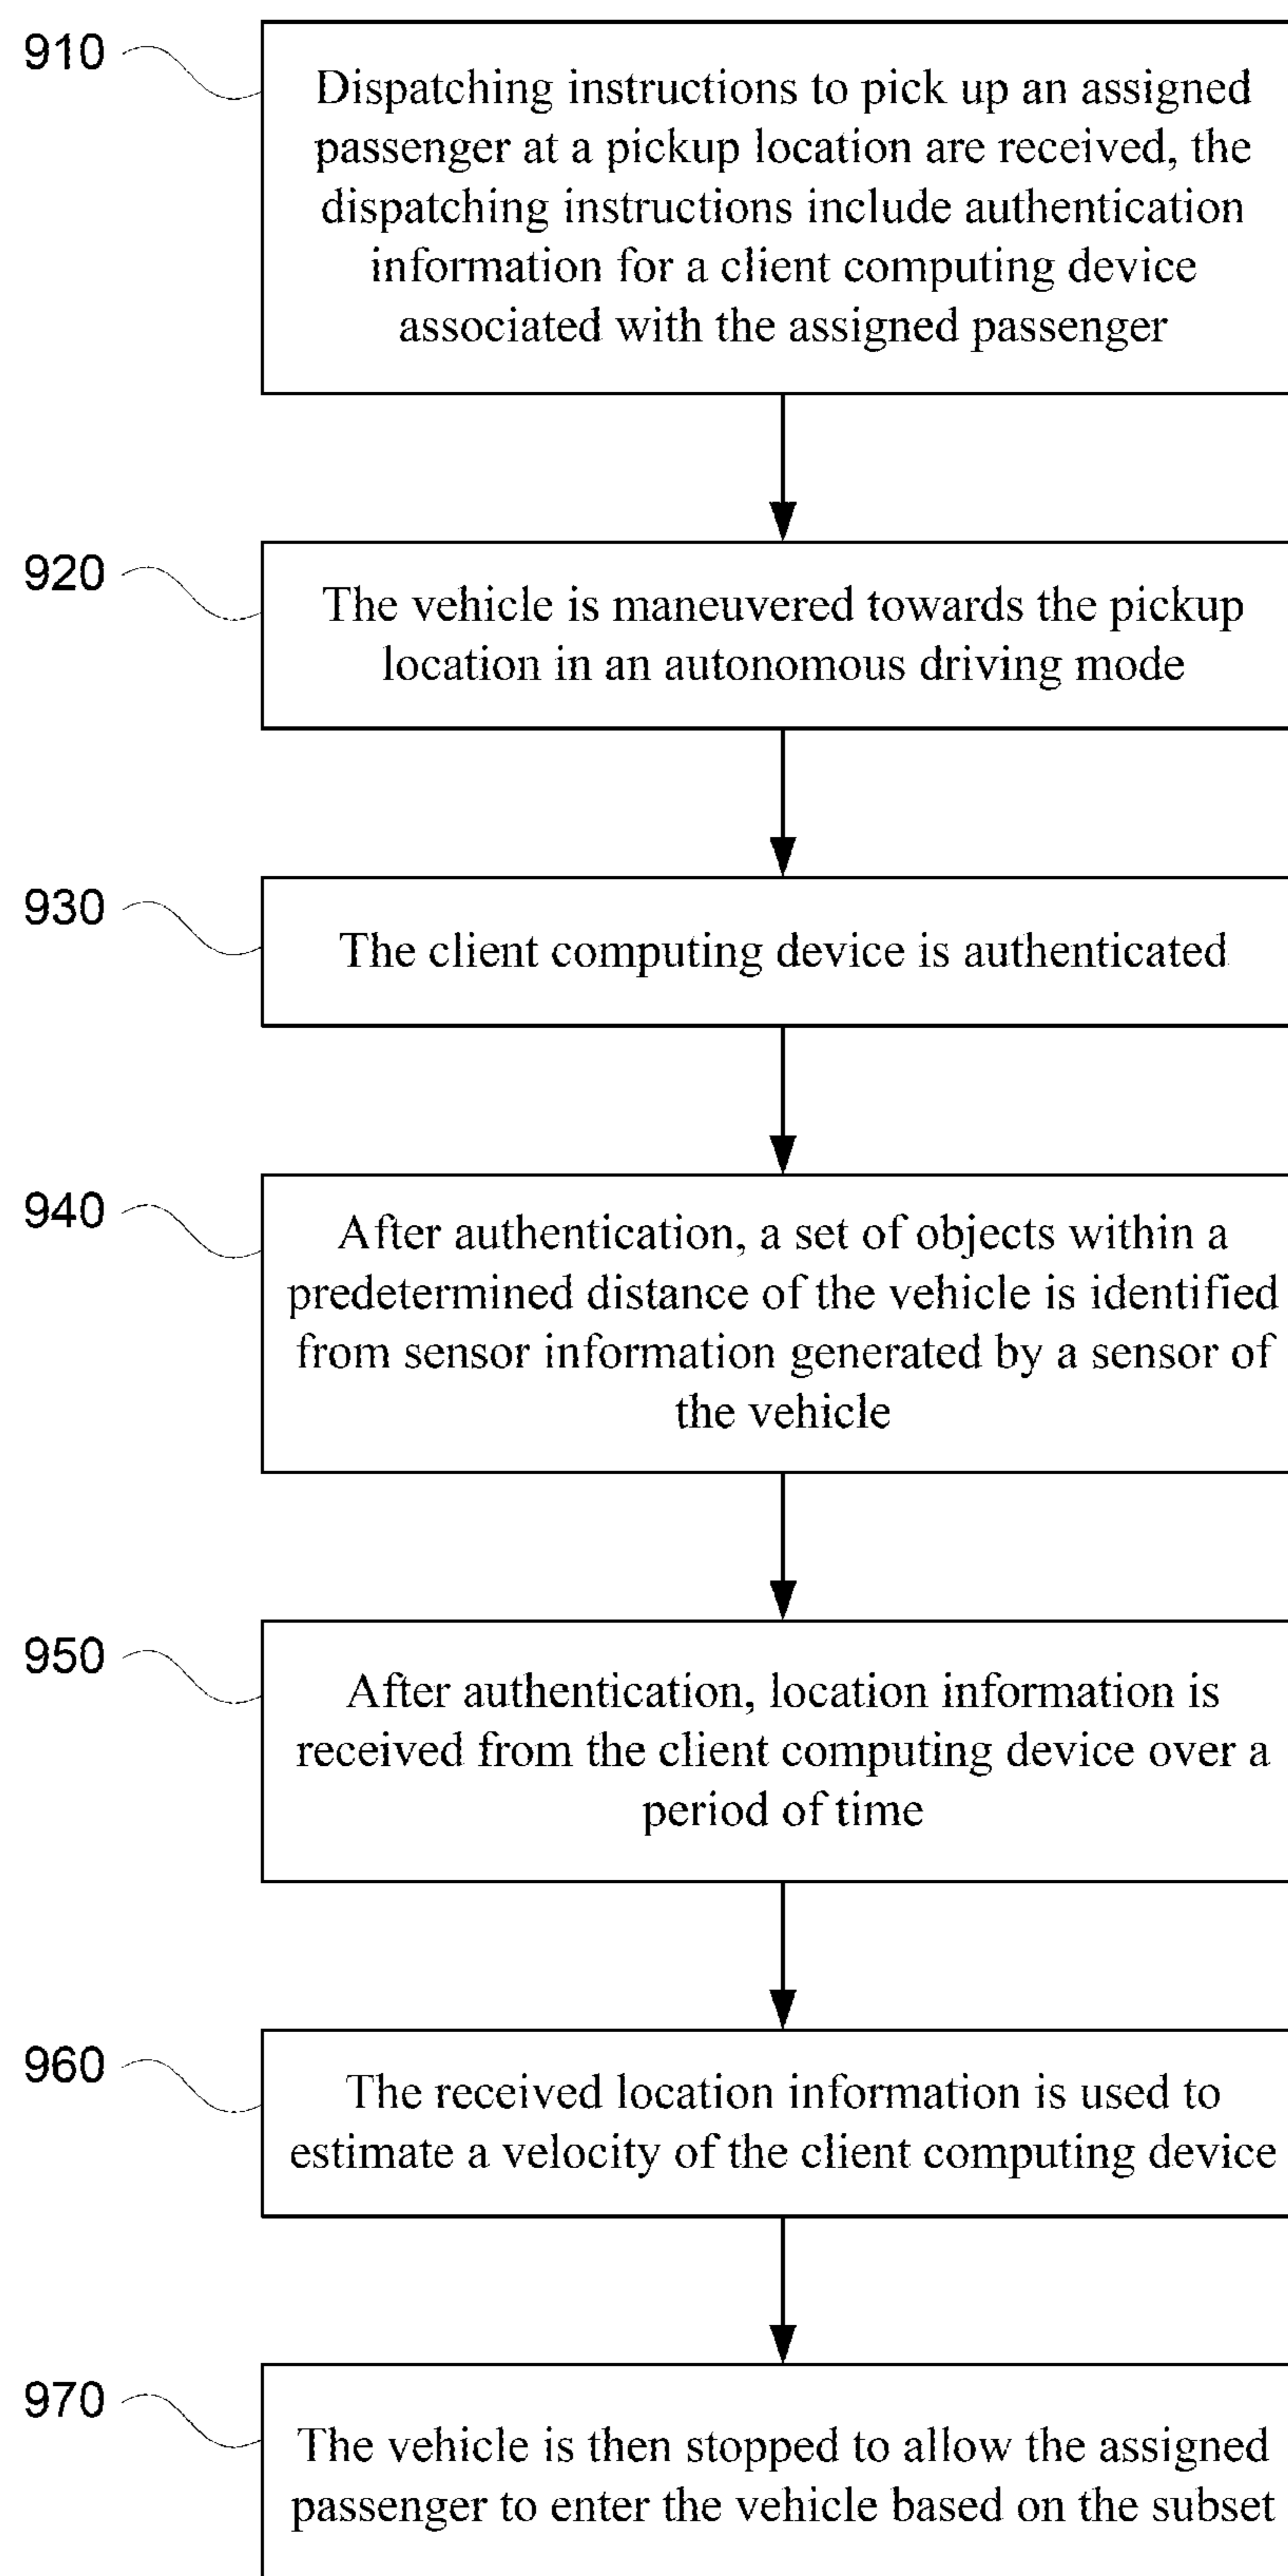 910
Dispatching instructions to pick up an assigned
passenger at a pickup location are received, the
dispatching instructions include authentication
information for a client computing device
associated with the assigned passenger
920
The vehicle is maneuvered towards the pickup
location in an autonomous driving mode
930
The client computing device is authenticated
940
After authentication, a set of objects within a
predetermined distance of the vehicle is identified
from sensor information generated by a sensor of
the vehicle
950
After authentication, location information is
received from the client computing device over a
period of time
960
The received location information is used to
estimate a velocity of the client computing device
970
The vehicle is then stopped to allow the assigned
passenger to enter the vehicle based on the subset